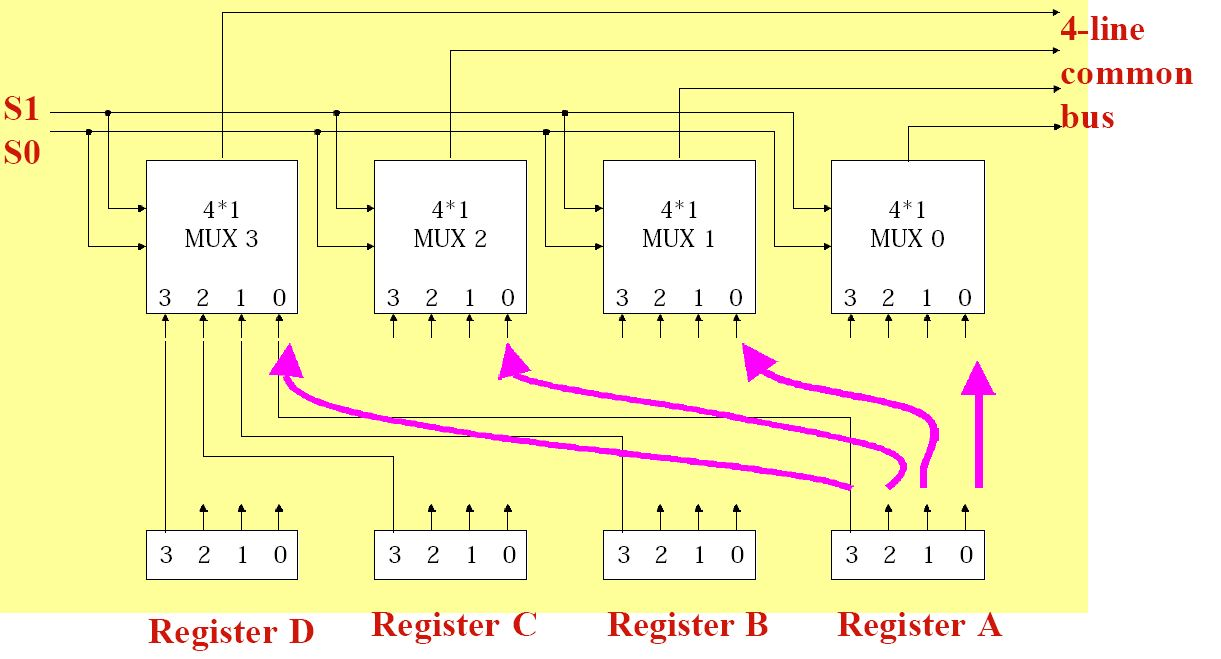 4-line
common
bus
S1
S0
4*1 4*1 4*1 4*1
MUX 3 MUX 2 MUX 1 MUX 0
3 2 1 0 3 2 1 0 3 2 1 0 3 2 1 0
3 2 1 0 3 2 1 0 3 2 1 0 3 2 1 0
Register D Register C Register B Register A